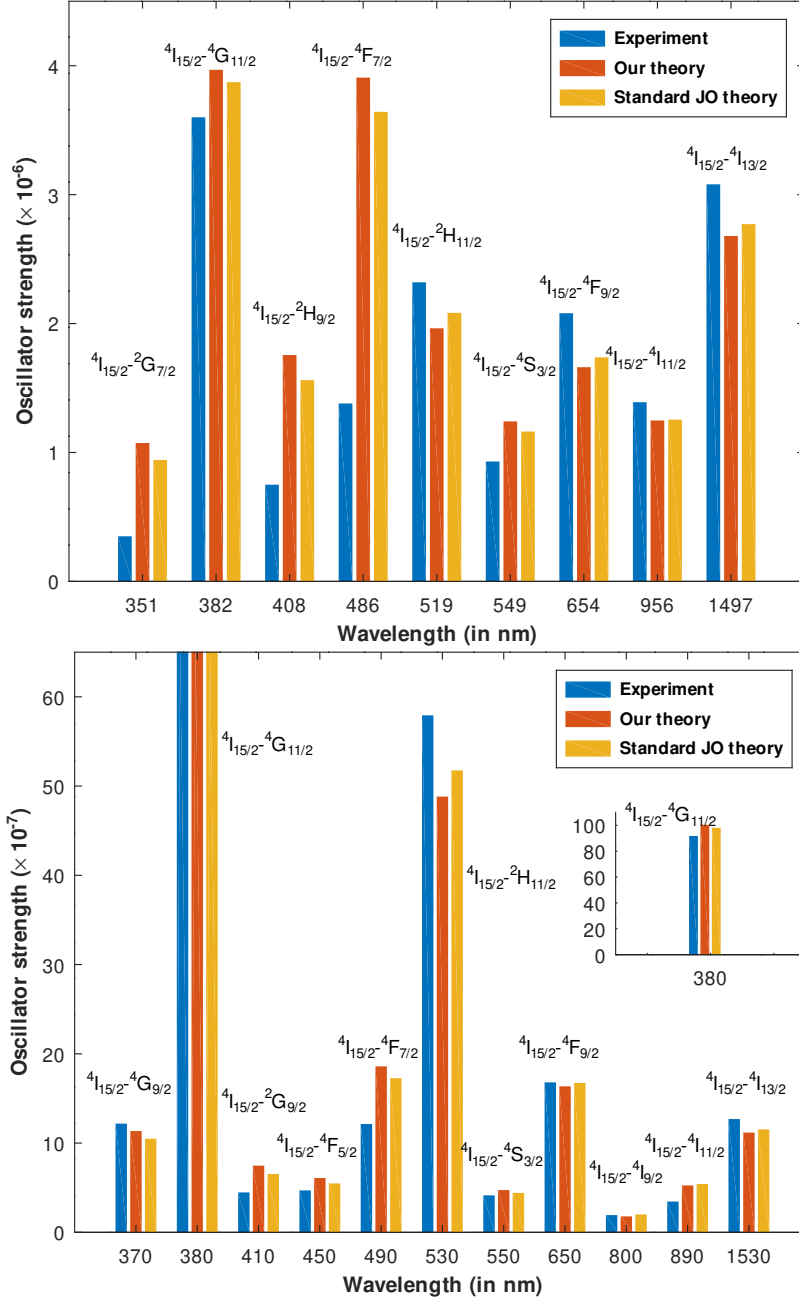 Experiment
Our theory
Standard JO theory
Oscillator strength (× 10⁻⁶)
4
3
2
1
0
⁴I₁₅/₂-⁴G₁₁/₂
⁴I₁₅/₂-⁴F₇/₂
⁴I₁₅/₂-⁴I₁₃/₂
⁴I₁₅/₂-²H₁₁/₂
⁴I₁₅/₂-⁴F₉/₂
⁴I₁₅/₂-²H₉/₂
⁴I₁₅/₂-²G₇/₂
⁴I₁₅/₂-⁴S₃/₂
⁴I₁₅/₂-⁴I₁₁/₂
351 382 408 486 519 549 654 956 1497
Wavelength (in nm)
Experiment
Our theory
Standard JO theory
Oscillator strength (× 10⁻⁷)
60
50
40
30
20
10
0
⁴I₁₅/₂-⁴G₁₁/₂
⁴I₁₅/₂-⁴G₁₁/₂
100
80
60
40
20
0
380
⁴I₁₅/₂-²H₁₁/₂
⁴I₁₅/₂-⁴F₇/₂
⁴I₁₅/₂-⁴F₉/₂
⁴I₁₅/₂-⁴G₉/₂
⁴I₁₅/₂-⁴I₁₃/₂
⁴I₁₅/₂-²G₉/₂
⁴I₁₅/₂-⁴F₅/₂
⁴I₁₅/₂-⁴I₁₁/₂
⁴I₁₅/₂-⁴S₃/₂
⁴I₁₅/₂-⁴I₉/₂
370 380 410 450 490 530 550 650 800 890 1530
Wavelength (in nm)